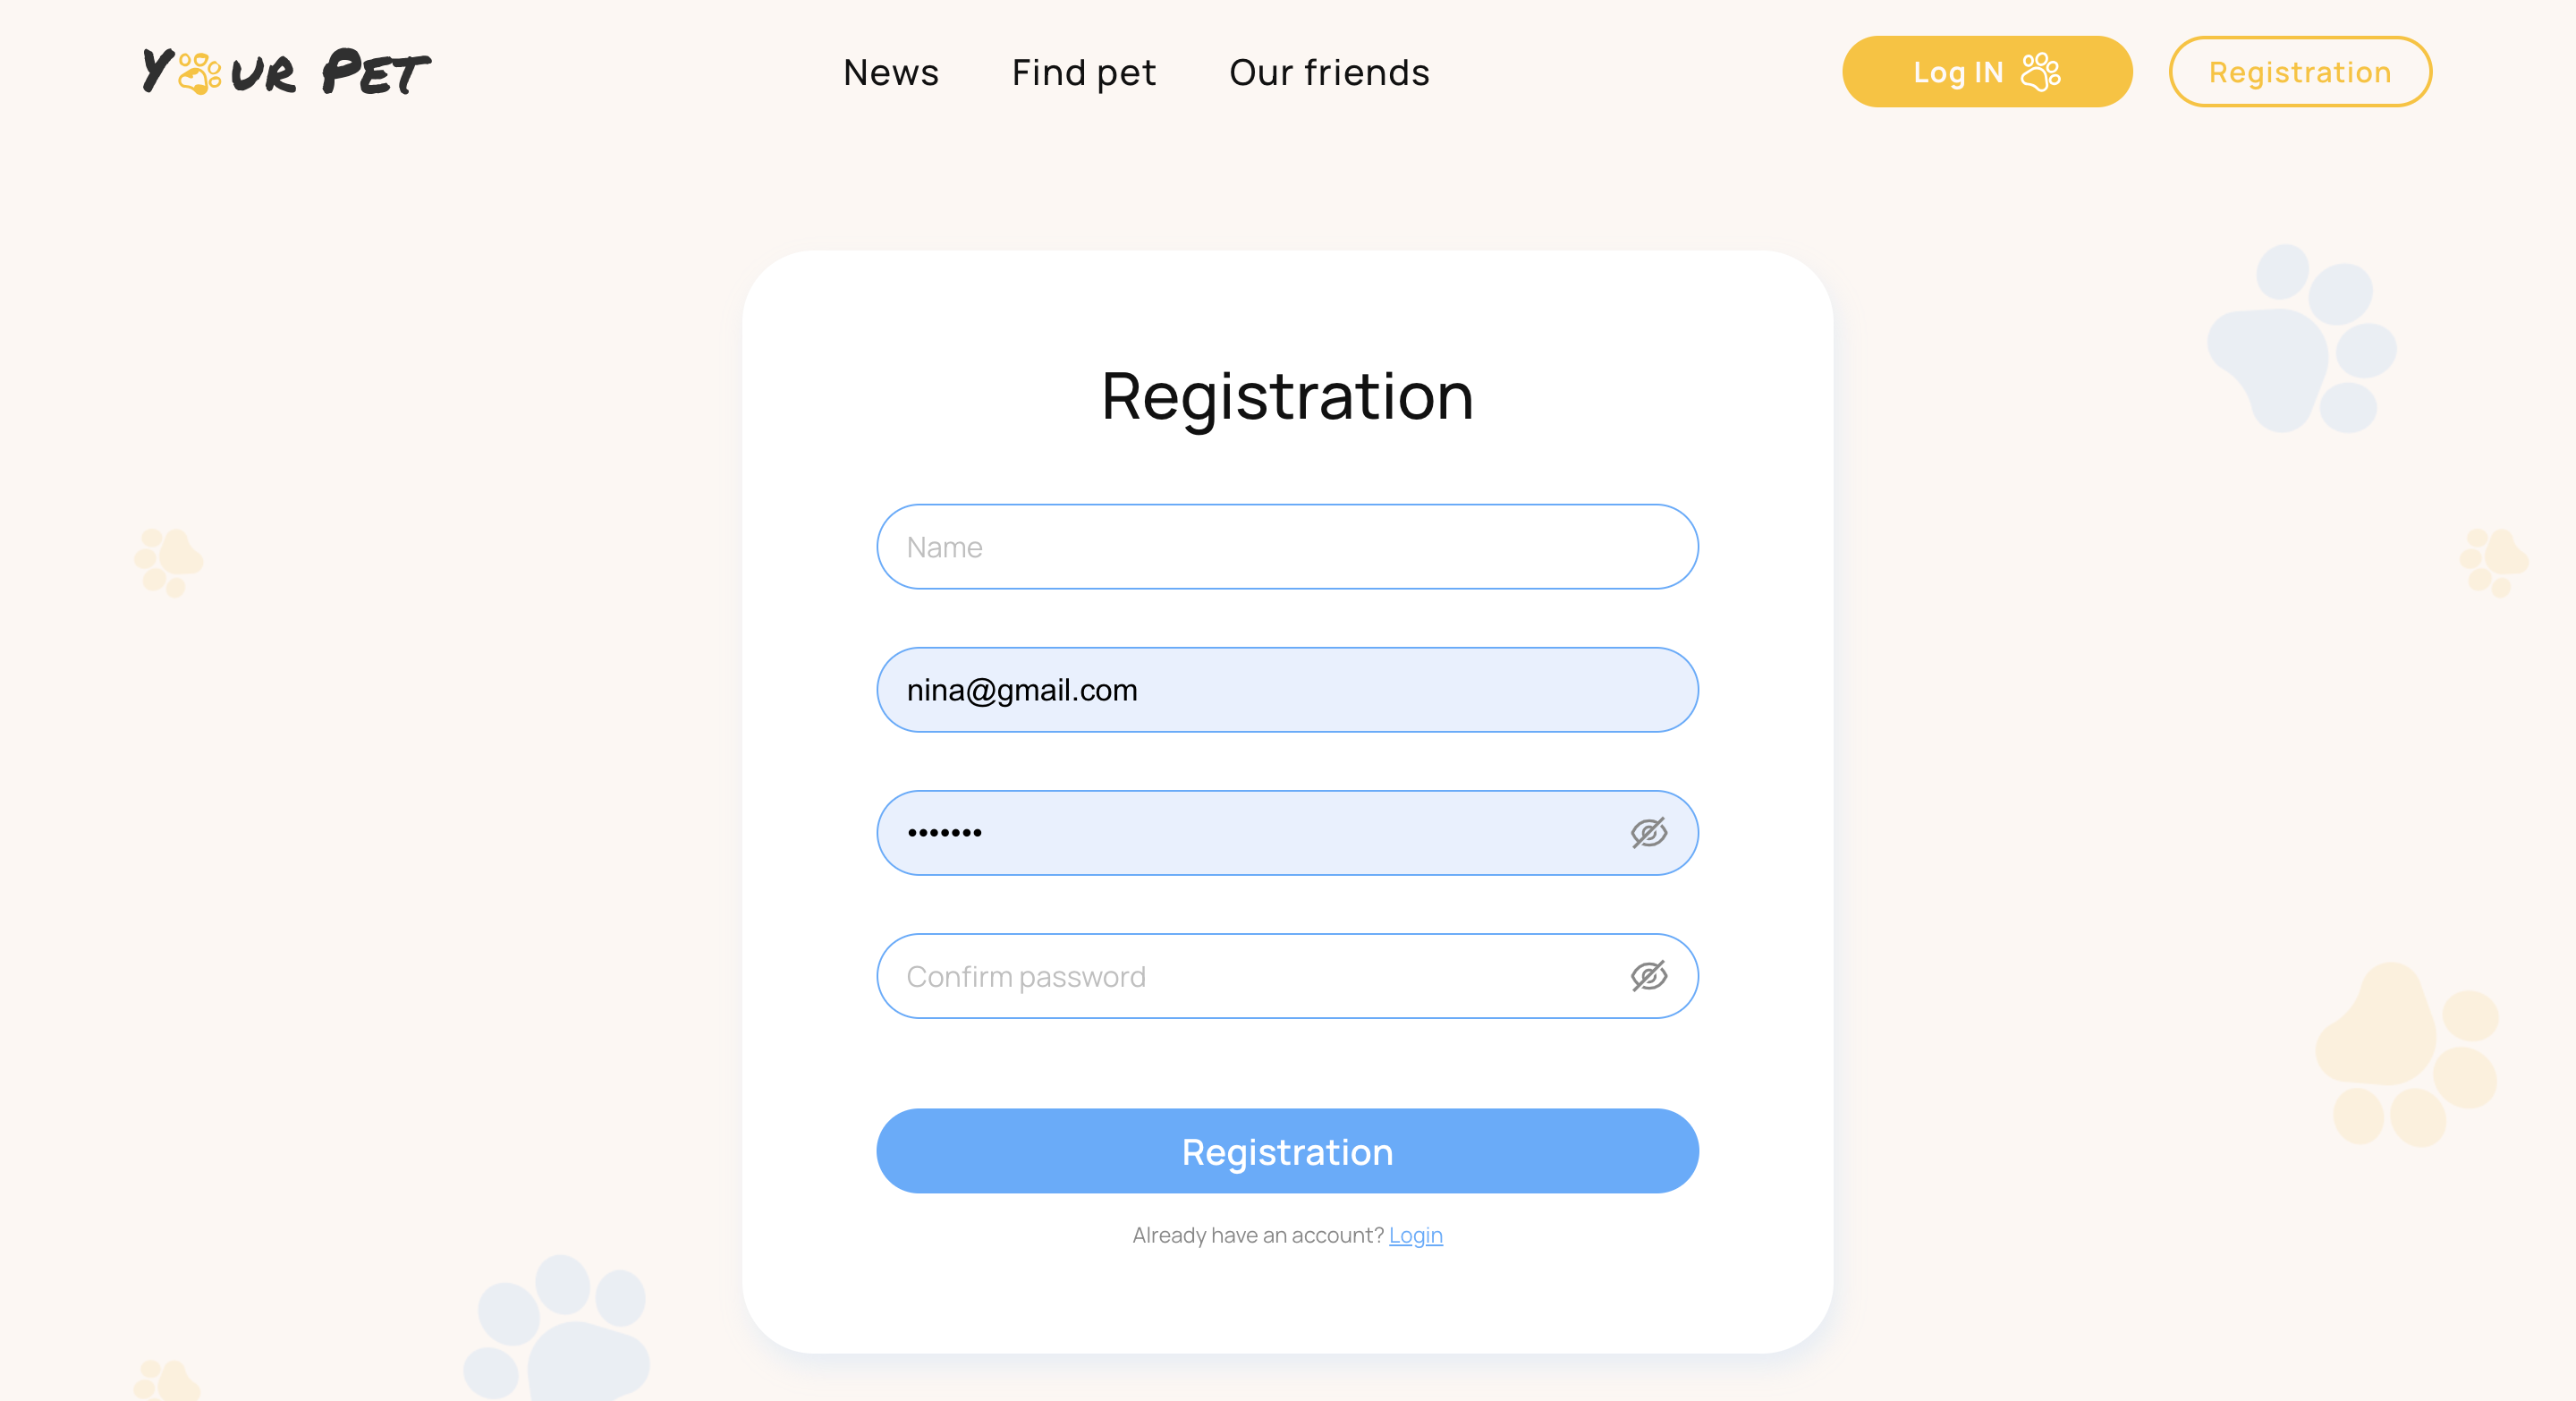 Your Pet
News
Find pet
Our friends
Log IN
Registration
Registration
Name
nina@gmail.com
•••••••
Confirm password
Registration
Already have an account? Login